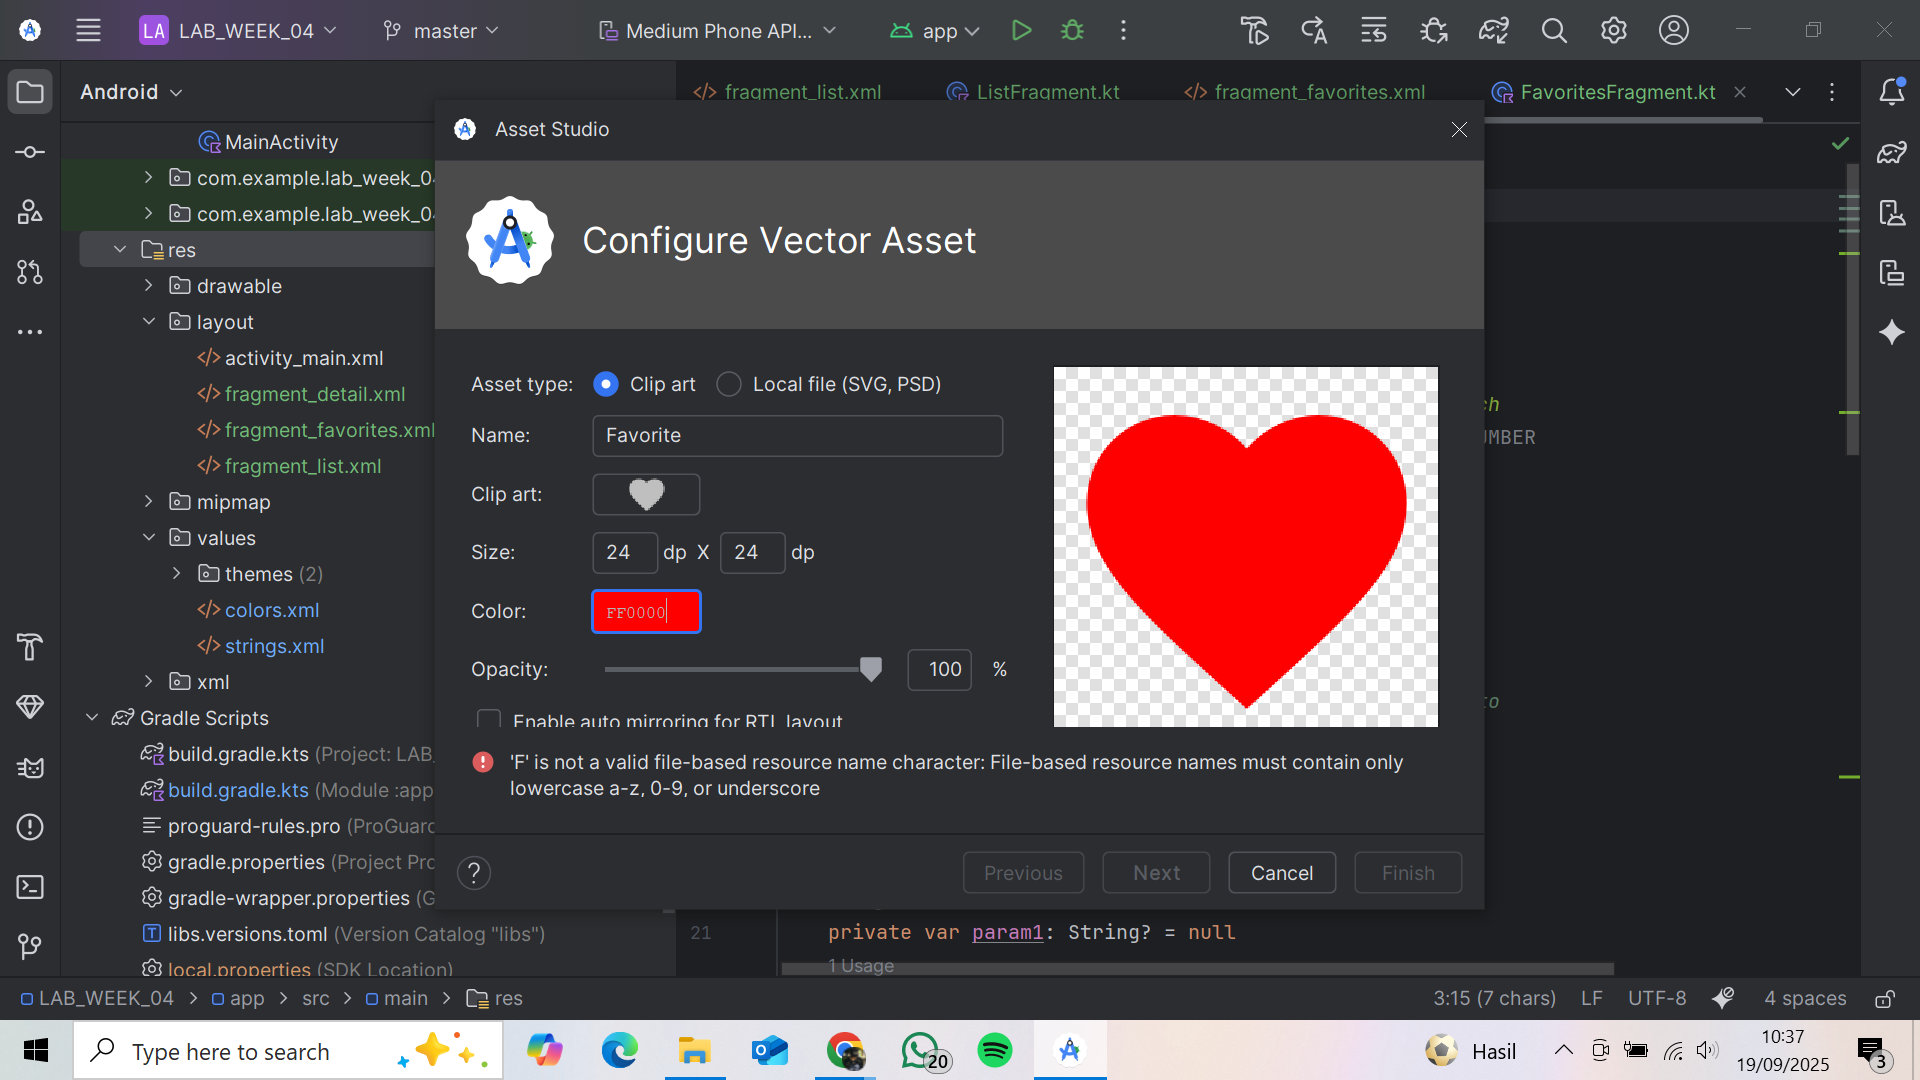 LA LAB_WEEK_04 master Medium Phone API... app
Android
fragment_list.xml ListFragment.kt fragment_favorites.xml FavoritesFragment.kt
MainActivity
com.example.lab_week_0
com.example.lab_week_0
res
drawable
layout
activity_main.xml
fragment_detail.xml
fragment_favorites.xml
fragment_list.xml
mipmap
values
themes (2)
colors.xml
strings.xml
xml
Gradle Scripts
build.gradle.kts (Project: LAB_
build.gradle.kts (Module :app
proguard-rules.pro (ProGuard
gradle.properties (Project Pro
gradle-wrapper.properties (G
libs.versions.toml (Version Catalog "libs")
local.properties (SDK Location)
Asset Studio
Configure Vector Asset
Asset type: Clip art Local file (SVG, PSD)
Name: Favorite
Clip art:
Size: 24 dp X 24 dp
Color: FF0000
Opacity: 100 %
Enable auto mirroring for RTL layout
'F' is not a valid file-based resource name character: File-based resource names must contain only
lowercase a-z, 0-9, or underscore
? Previous Next Cancel Finish
ch
UMBER
to
21 private var param1: String? = null
1 Usage
LAB_WEEK_04 > app > src > main > res
3:15 (7 chars) LF UTF-8 4 spaces
Type here to search
20
Hasil
10:37
19/09/2025
3